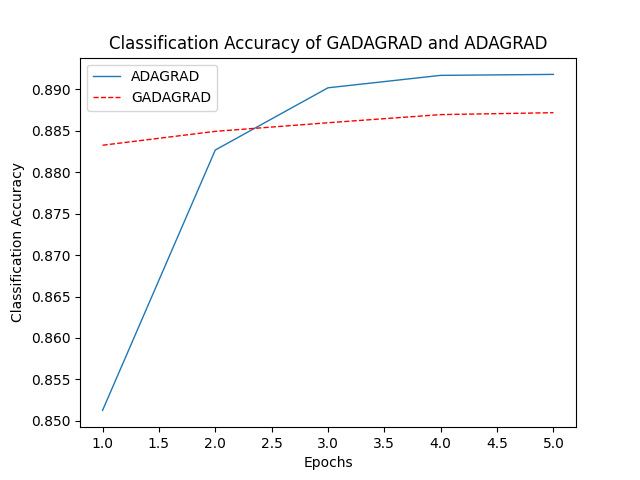 Classification Accuracy of GADAGRAD and ADAGRAD
ADAGRAD
GADAGRAD
0.890
0.885
0.880
0.875
0.870
0.865
0.860
0.855
0.850
Classification Accuracy
1.0 1.5 2.0 2.5 3.0 3.5 4.0 4.5 5.0
Epochs